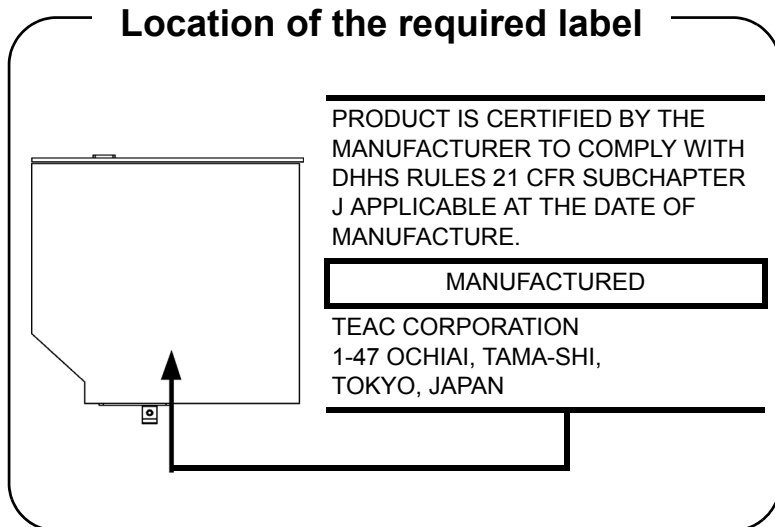 Location of the required label
PRODUCT IS CERTIFIED BY THE
MANUFACTURER TO COMPLY WITH
DHHS RULES 21 CFR SUBCHAPTER
J APPLICABLE AT THE DATE OF
MANUFACTURE.
MANUFACTURED
TEAC CORPORATION
1-47 OCHIAI, TAMA-SHI,
TOKYO, JAPAN